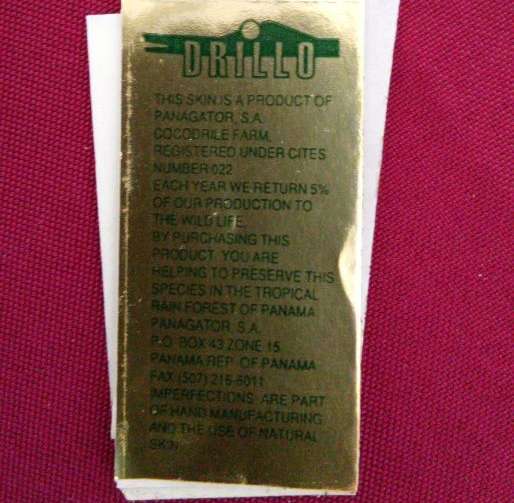 DRILLO
THIS SKIN IS A PRODUCT OF
PANAGATOR, S.A.
COCODRILE FARM,
REGISTERED UNDER CITES
NUMBER 022
EACH YEAR WE RETURN 5%
OF OUR PRODUCTION TO
THE WILD LIFE.
BY PURCHASING THIS
PRODUCT, YOU ARE
HELPING TO PRESERVE THIS
SPECIES IN THE TROPICAL
RAIN FOREST OF PANAMA
PANAGATOR, S.A.
P.O. BOX 43 ZONE 15
PANAMA REP. OF PANAMA
FAX (507)
IMPERFECTIONS ARE PART
OF HAND MANUFACTURING
AND THE USE OF NATURAL
SKIN